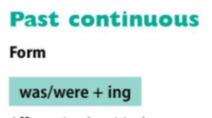 Past continuous
Form
was/were + ing